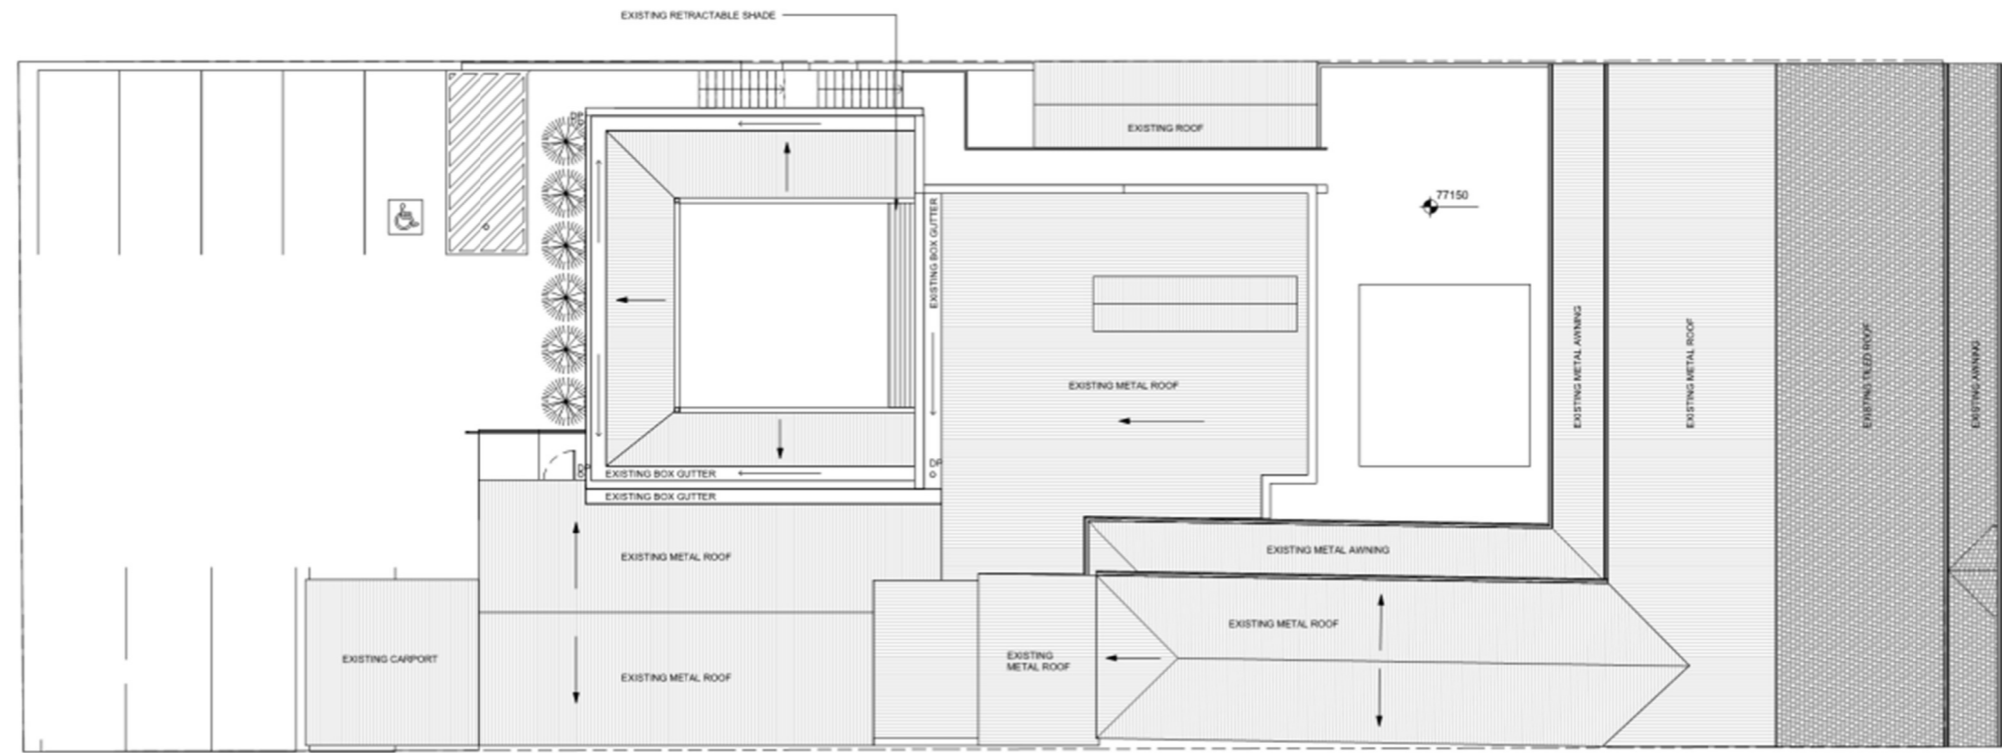 EXISTING RETRACTABLE SHADE
DP
EXISTING ROOF
77150
EXISTING BOX GUTTER
EXISTING METAL AWNING
EXISTING METAL ROOF
EXISTING TILED ROOF
EXISTING AWNING
EXISTING METAL ROOF
DP
EXISTING BOX GUTTER
DP
EXISTING BOX GUTTER
EXISTING METAL ROOF
EXISTING METAL AWNING
EXISTING METAL ROOF
EXISTING CARPORT
EXISTING
METAL ROOF
EXISTING METAL ROOF